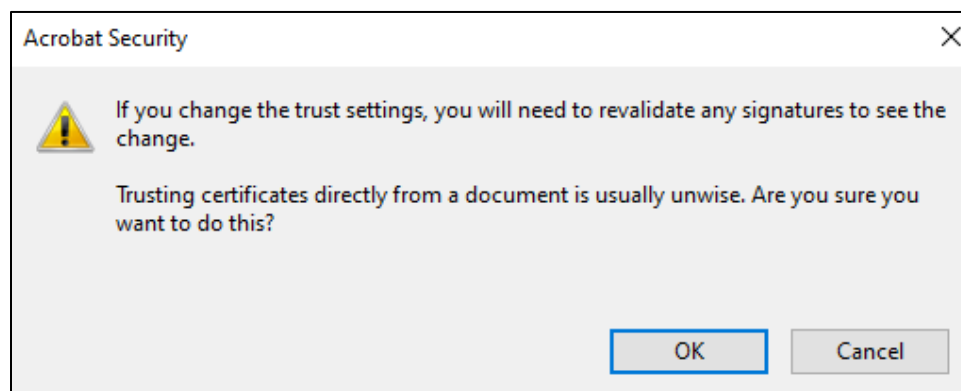 Acrobat Security
If you change the trust settings, you will need to revalidate any signatures to see the
change.
Trusting certificates directly from a document is usually unwise. Are you sure you
want to do this?
OK
Cancel